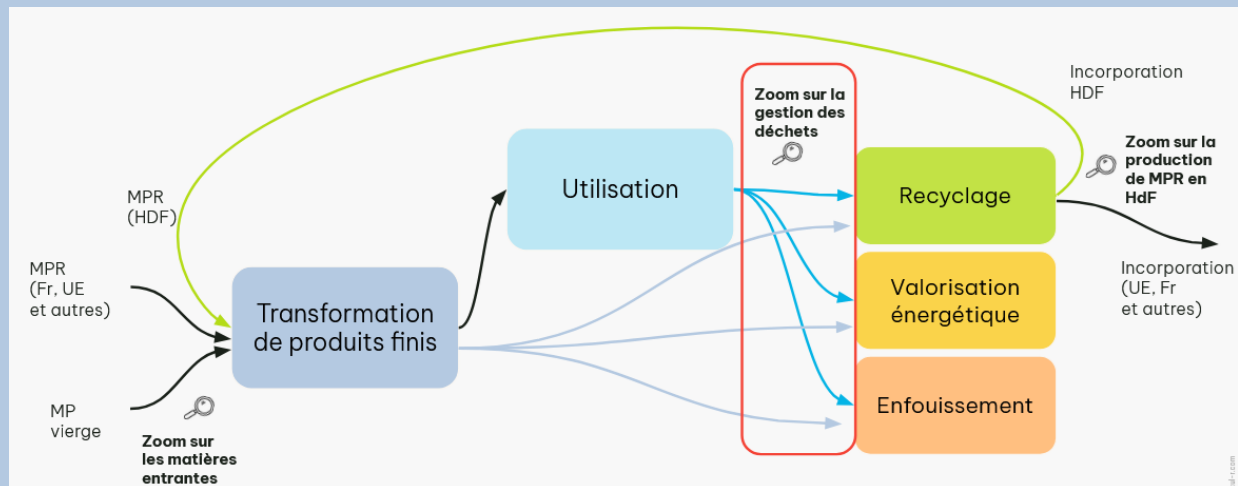 Incorporation
HDF
Zoom sur la
gestion des
déchets
Zoom sur la
production
de MPR en
HdF
Utilisation
Recyclage
MPR
(HDF)
MPR
(Fr, UE
et autres)
Transformation
de produits finis
Valorisation
énergétique
Incorporation
(UE, Fr
et autres)
MP
vierge
Enfouissement
Zoom sur
les matières
entrantes